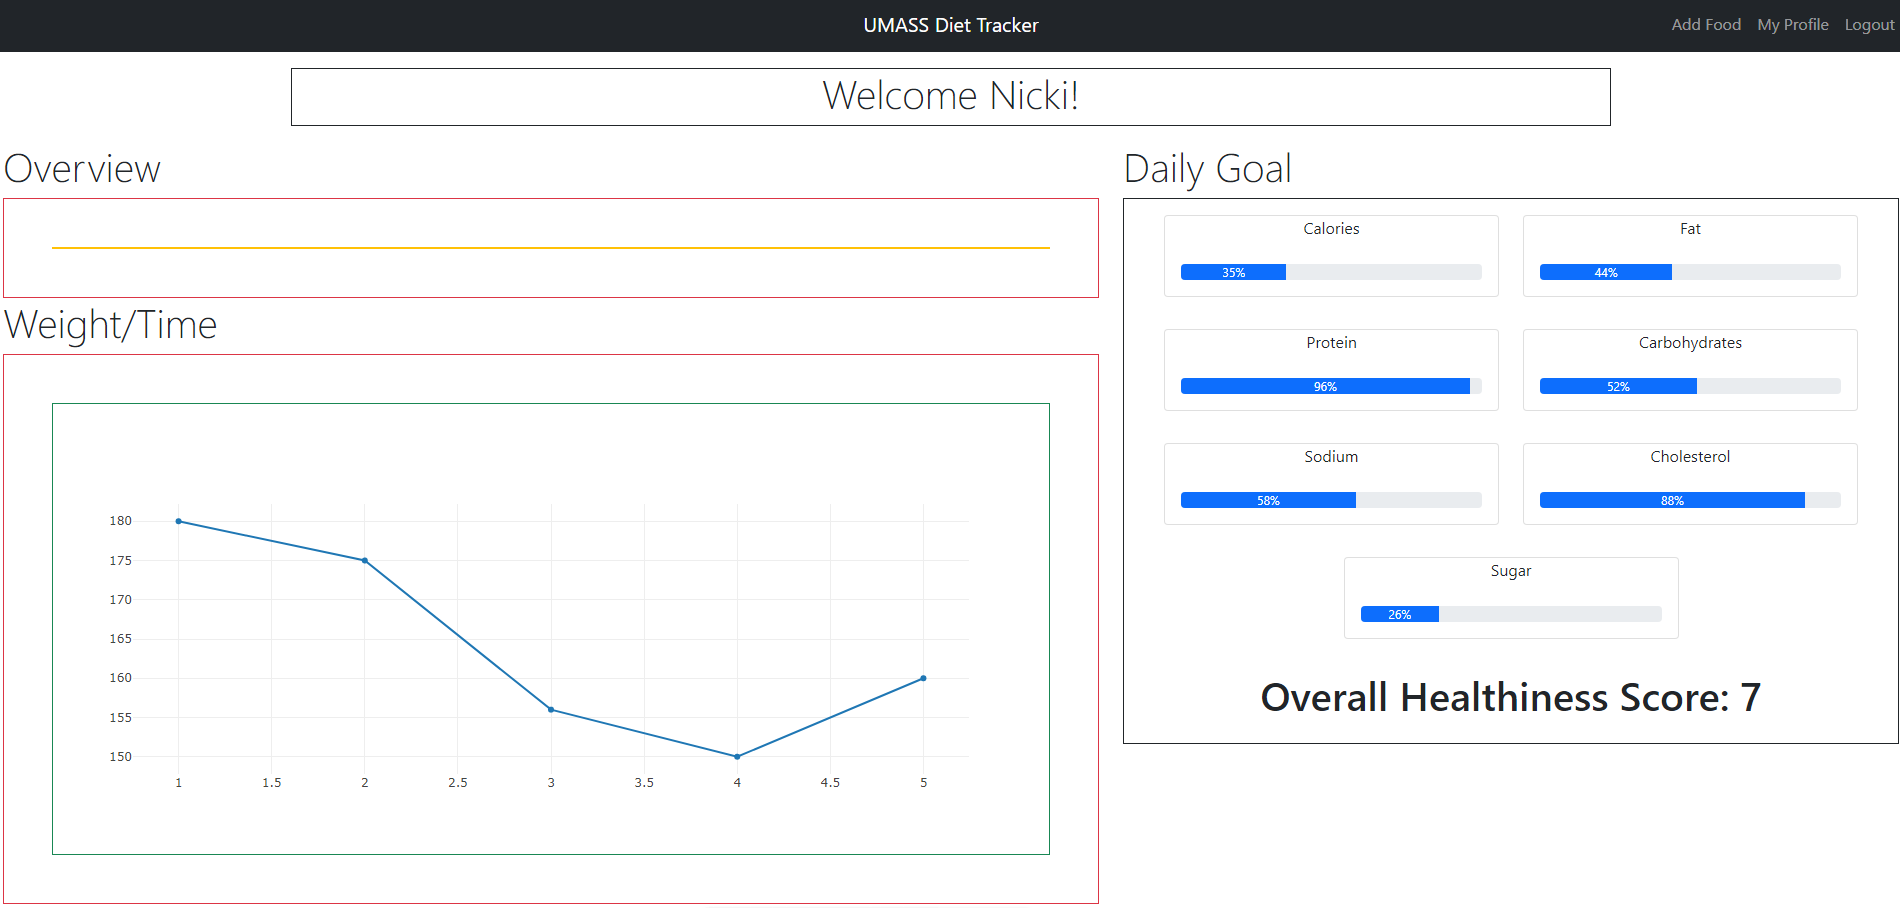 UMASS Diet Tracker
Add Food My Profile Logout
Welcome Nicki!
Overview
Weight/Time
180
175
170
165
160
155
150
1 1.5 2 2.5 3 3.5 4 4.5 5
Daily Goal
Calories
35%
Fat
44%
Protein
96%
Carbohydrates
52%
Sodium
58%
Cholesterol
88%
Sugar
26%
Overall Healthiness Score: 7